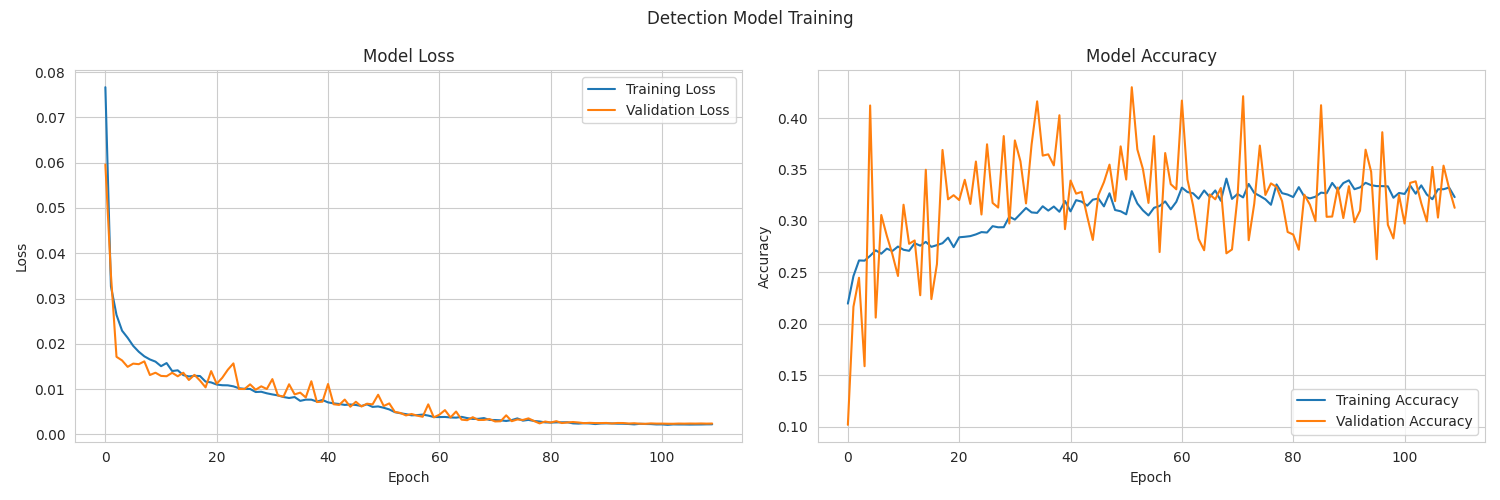 Detection Model Training
Model Loss
0.08
0.07
0.06
0.05
0.04
0.03
0.02
0.01
0.00
Loss
0 20 40 60 80 100
Epoch
Training Loss
Validation Loss
Model Accuracy
0.40
0.35
0.30
0.25
0.20
0.15
0.10
Accuracy
0 20 40 60 80 100
Epoch
Training Accuracy
Validation Accuracy